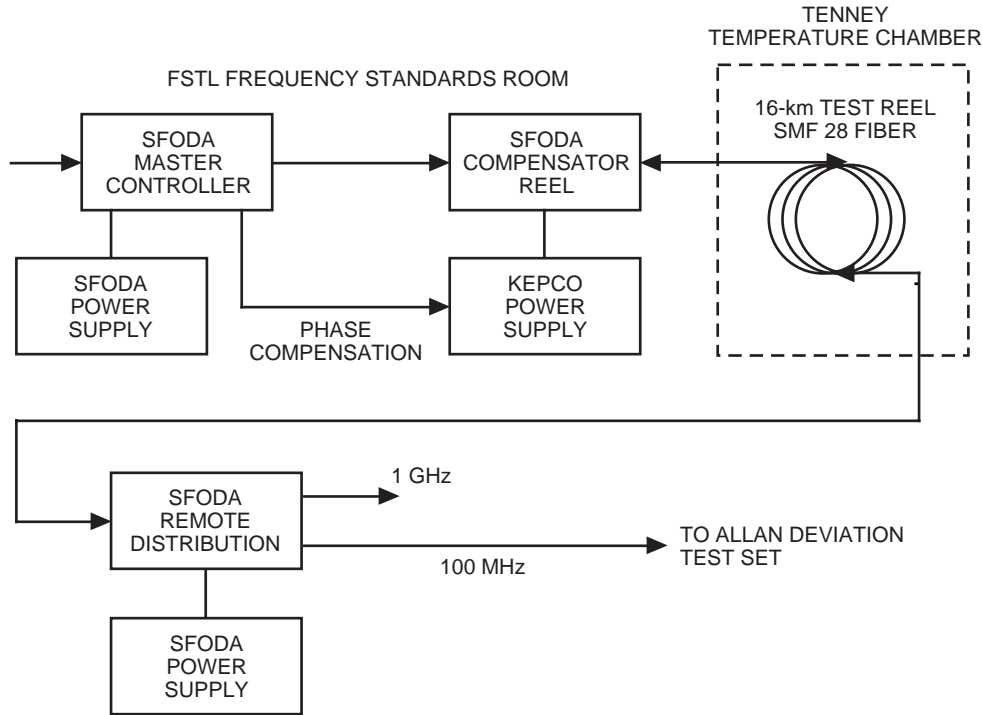 TENNEY
TEMPERATURE CHAMBER
FSTL FREQUENCY STANDARDS ROOM
16-km TEST REEL
SMF 28 FIBER
SFODA
MASTER
CONTROLLER
SFODA
COMPENSATOR
REEL
SFODA
POWER
SUPPLY
PHASE
COMPENSATION
KEPCO
POWER
SUPPLY
1 GHz
SFODA
REMOTE
DISTRIBUTION
100 MHz
TO ALLAN DEVIATION
TEST SET
SFODA
POWER
SUPPLY